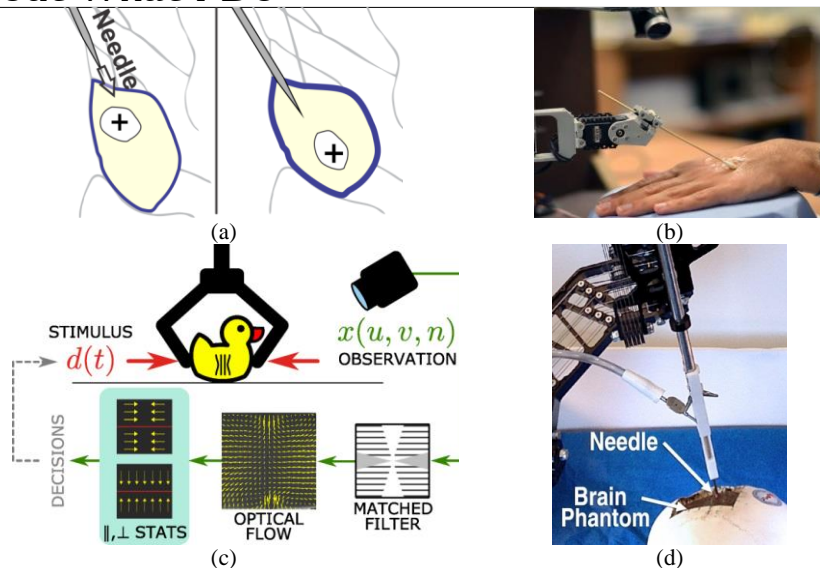 Needle
+
+
(a)
(b)
STIMULUS
d(t)
x(u, v, n)
OBSERVATION
DECISIONS
∥,⊥ STATS
OPTICAL
FLOW
MATCHED
FILTER
(c)
Needle
Brain
Phantom
(d)